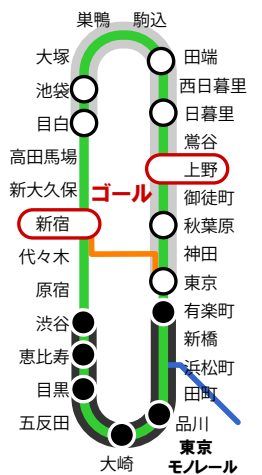 巣鴨
駒込
大塚
池袋
目白
高田馬場
新大久保
新宿
代々木
原宿
渋谷
恵比寿
目黒
五反田
大崎
田端
西日暮里
日暮里
鶯谷
上野
御徒町
秋葉原
神田
東京
有楽町
新橋
浜松町
田町
品川
ゴール
東京
モノレール